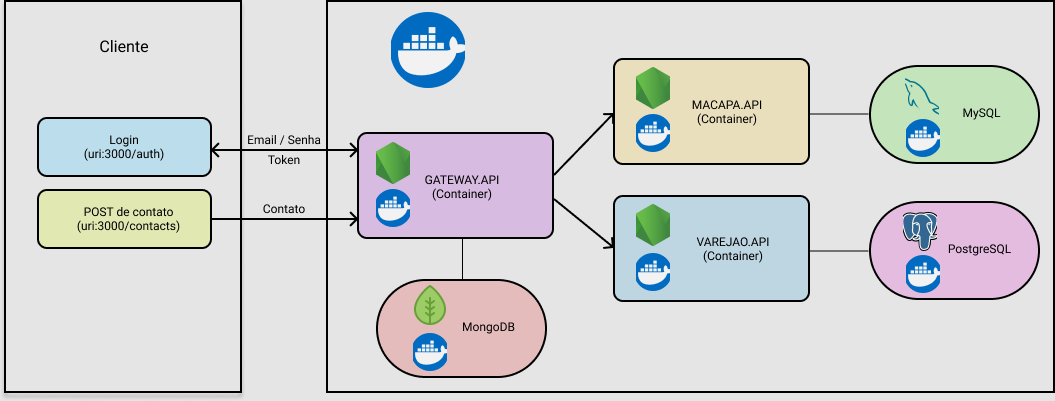 Cliente
Login
(uri:3000/auth)
POST de contato
(uri:3000/contacts)
Email / Senha
Token
Contato
GATEWAY.API
(Container)
MongoDB
MACAPA.API
(Container)
MySQL
VAREJAO.API
(Container)
PostgreSQL